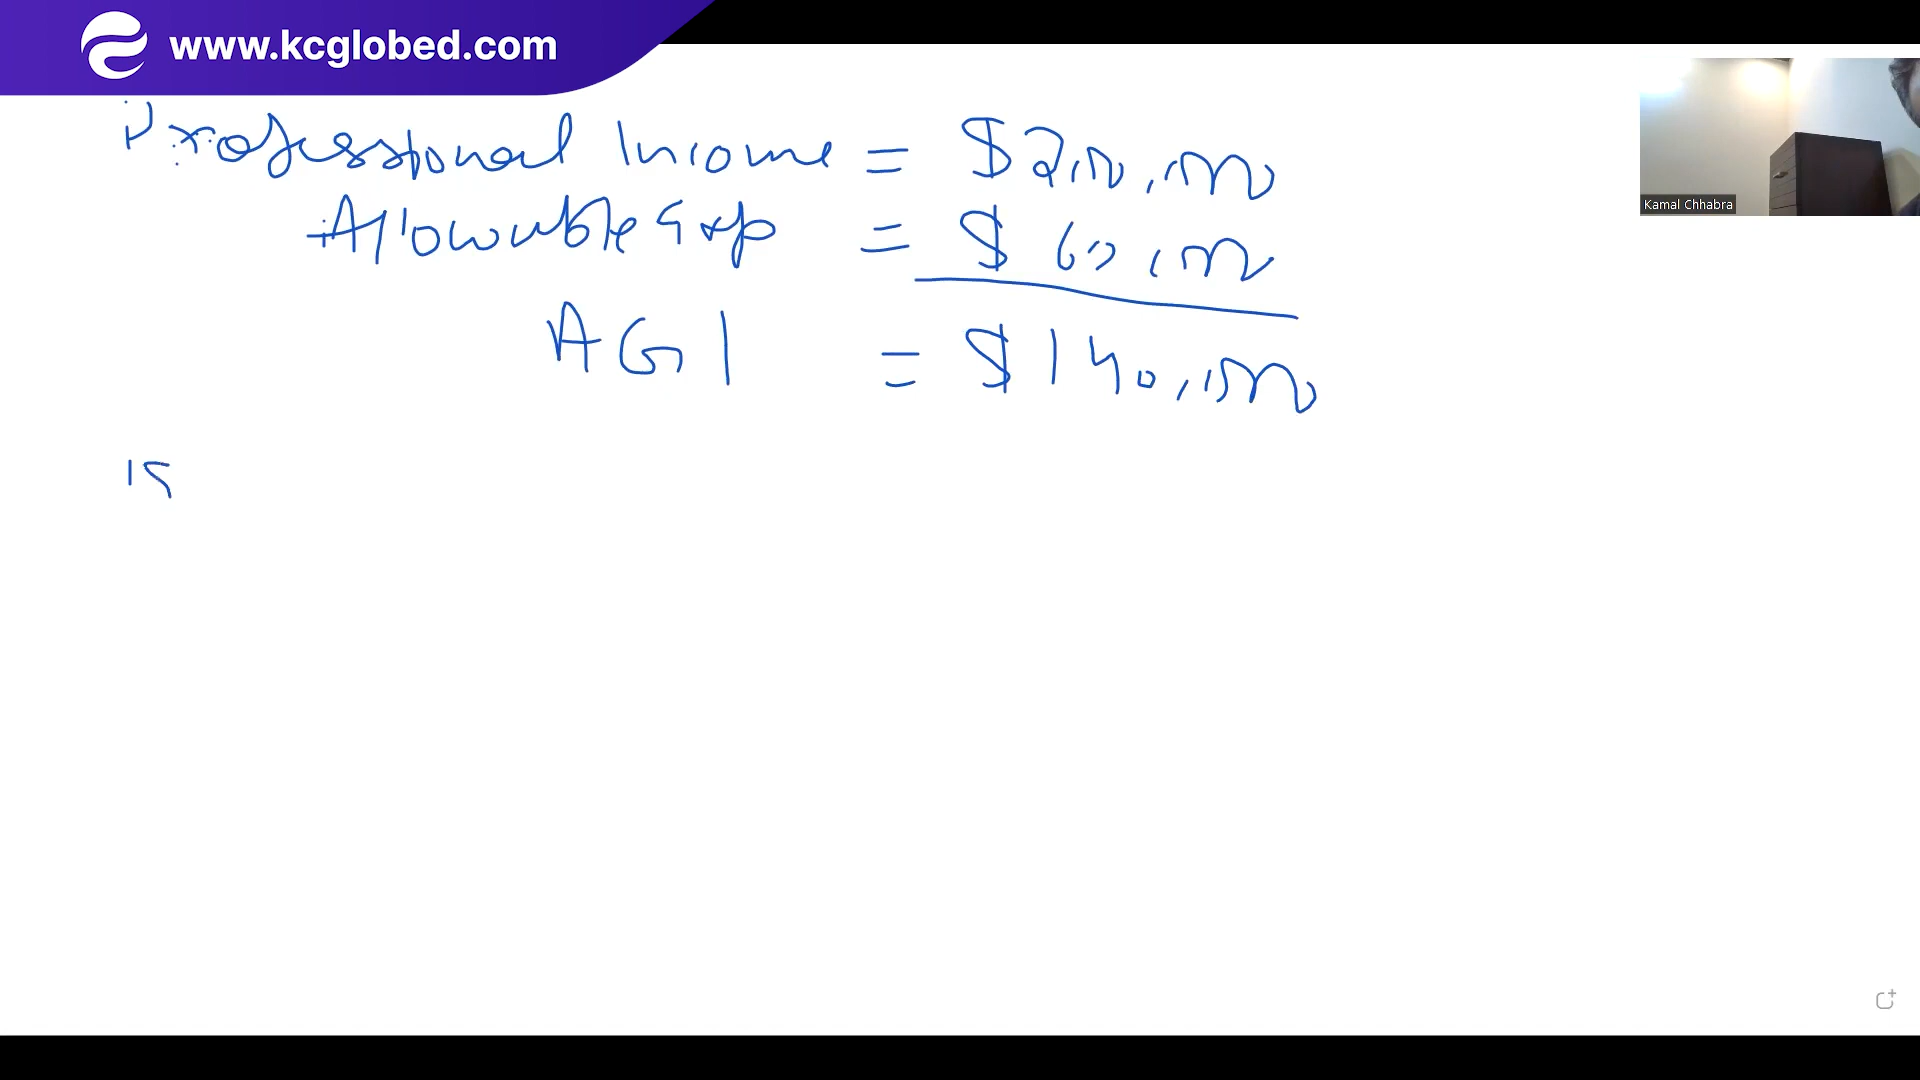 www.kcglobed.com
Professional Income = $200,000
Allowable Exp = $ 60,000
AGI = $140,000
15
Kamal Chhabra